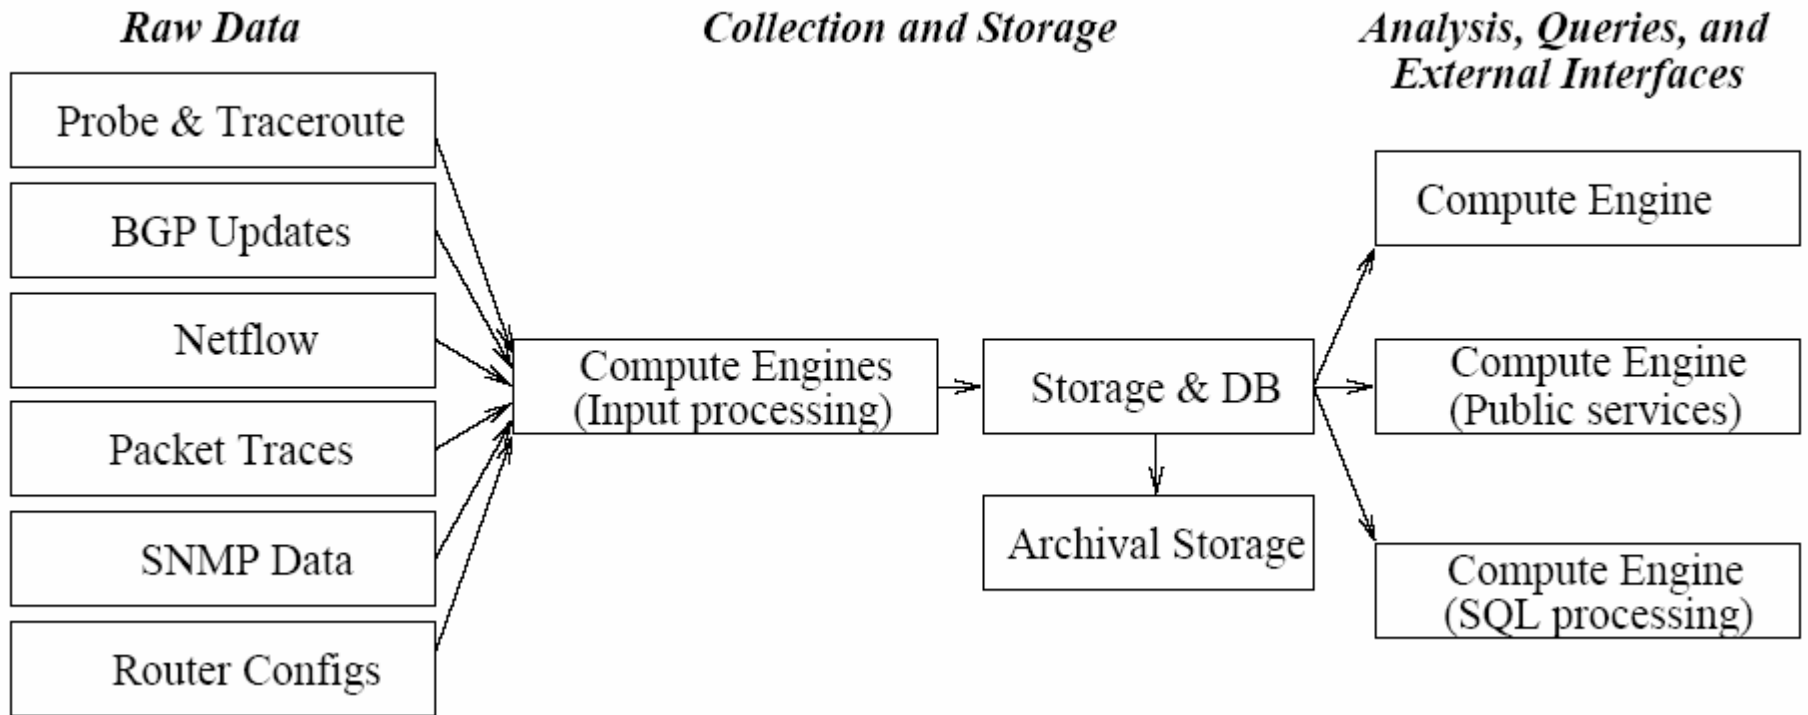 Raw Data
Collection and Storage
Analysis, Queries, and
External Interfaces
Probe & Traceroute
BGP Updates
Netflow
Packet Traces
SNMP Data
Router Configs
Compute Engines
(Input processing)
Storage & DB
Archival Storage
Compute Engine
Compute Engine
(Public services)
Compute Engine
(SQL processing)